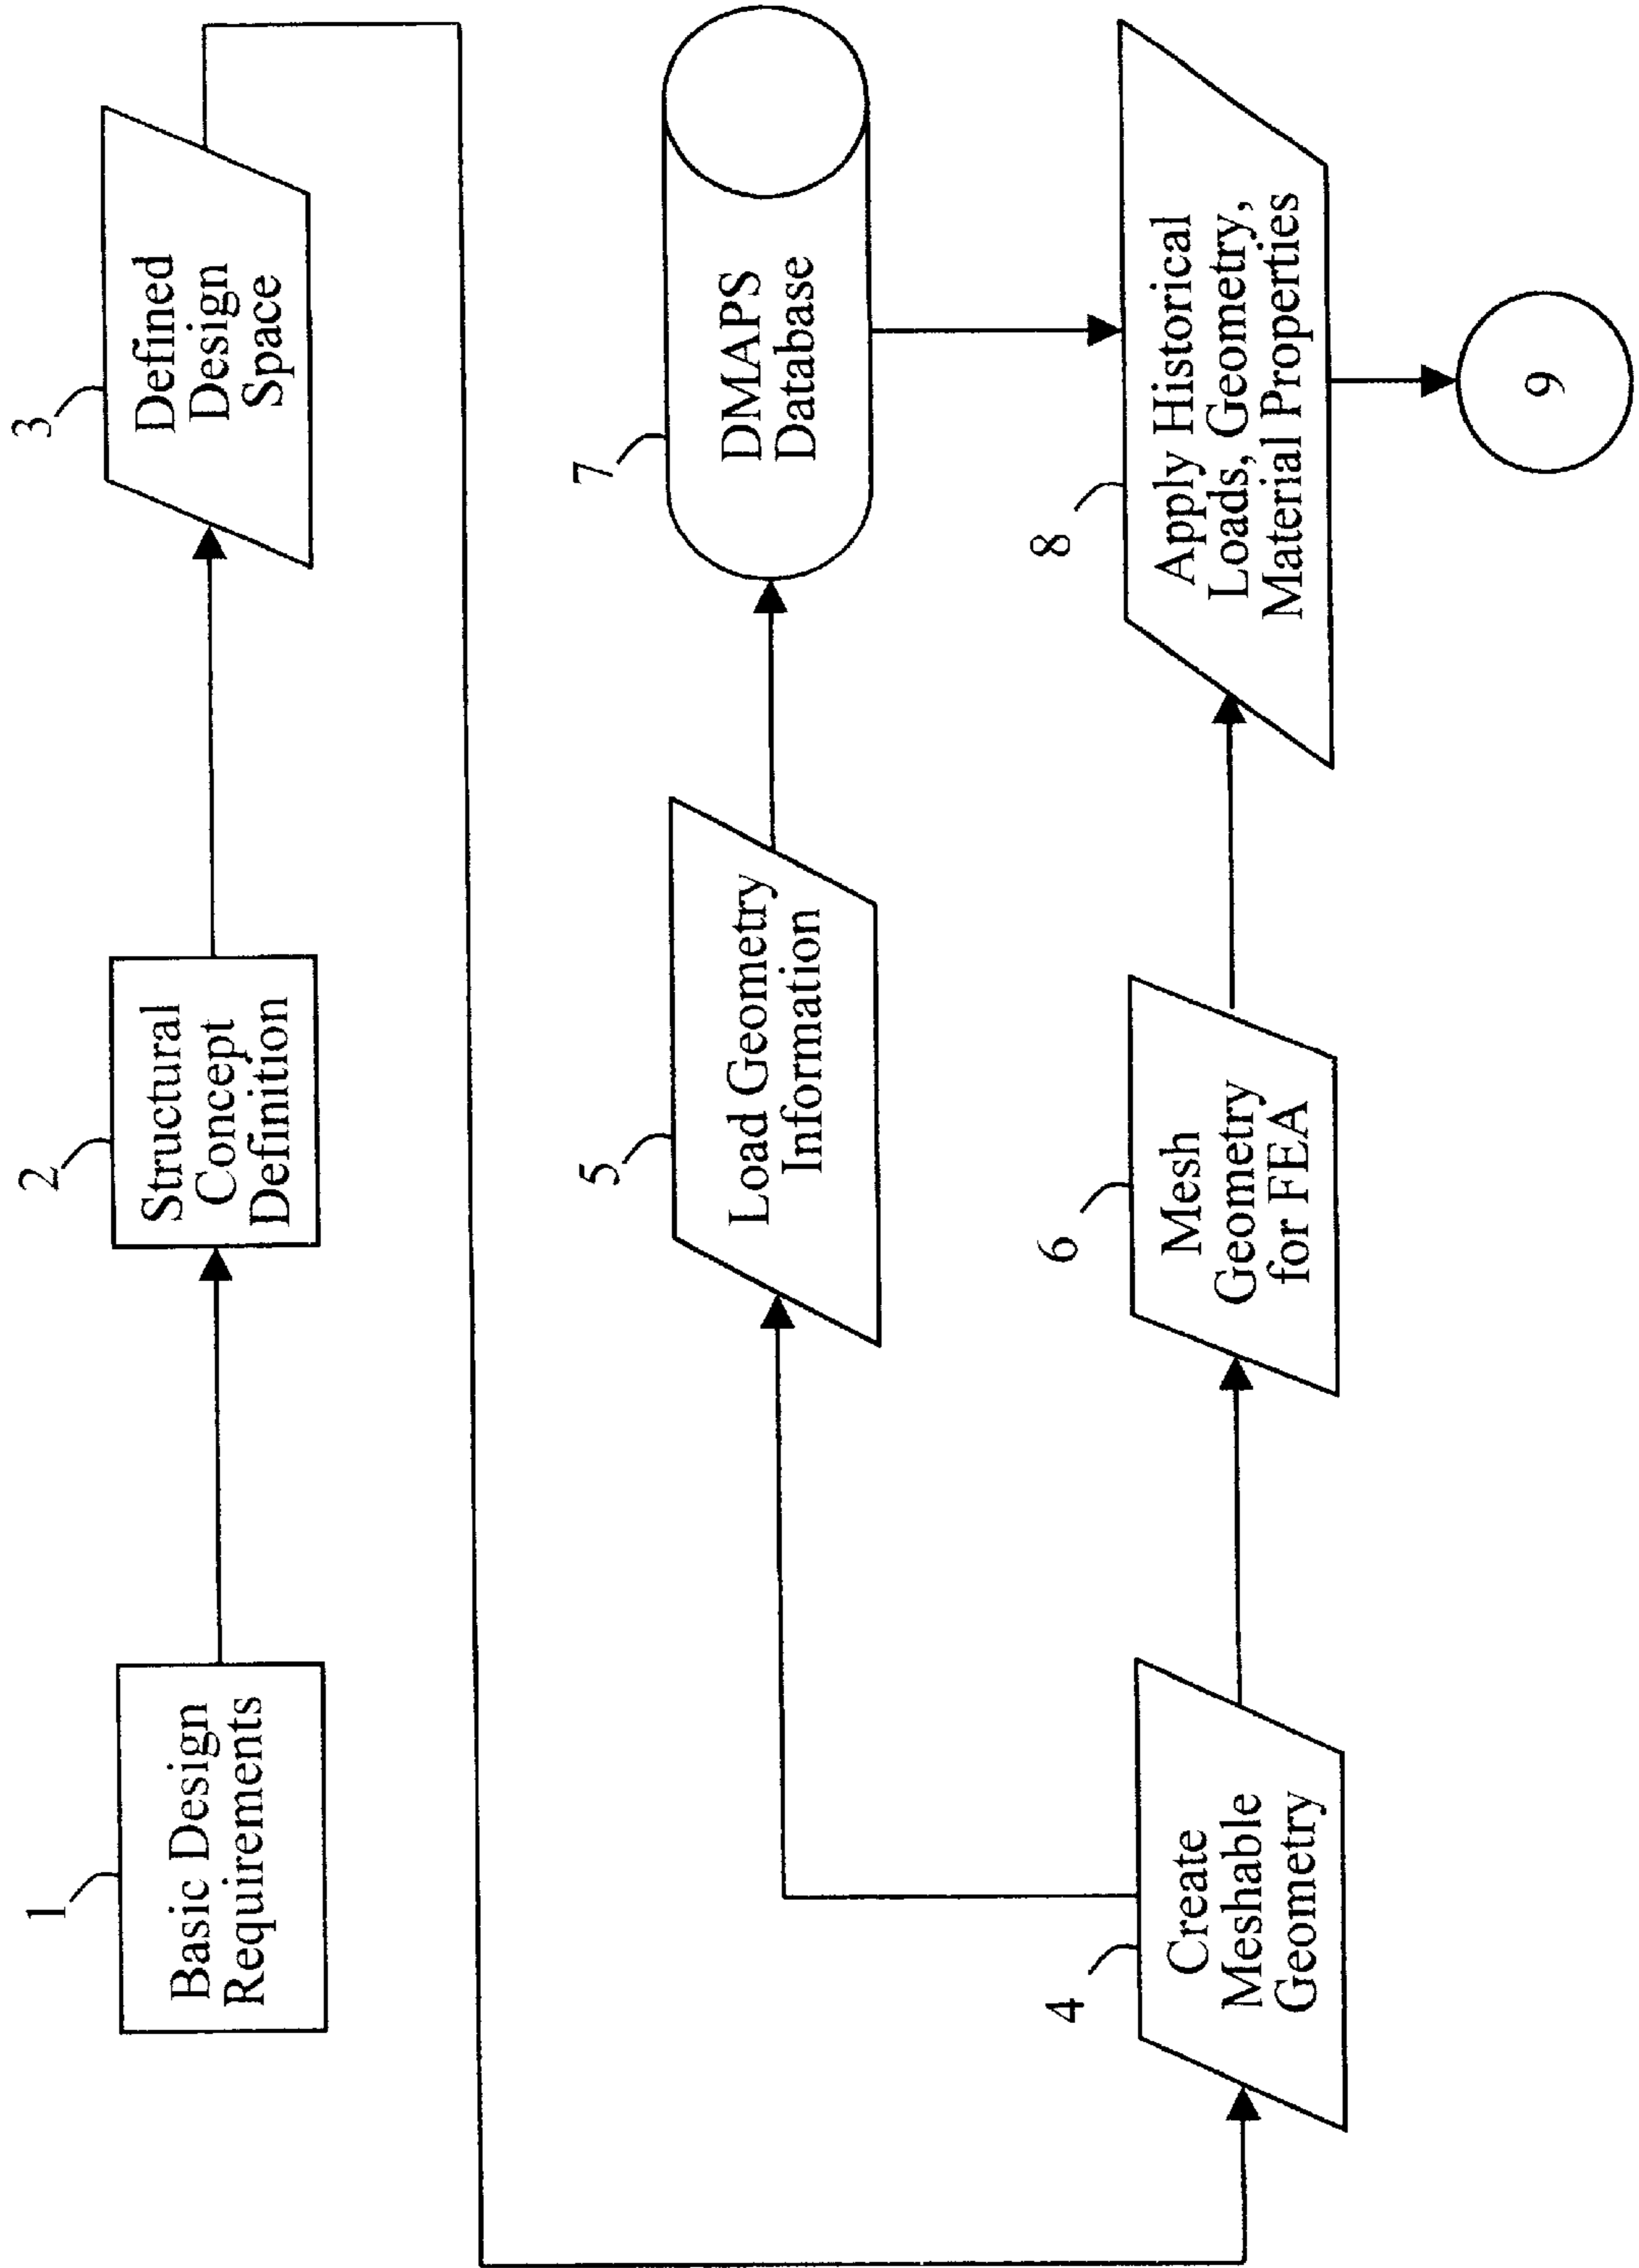 1
Basic Design
Requirements
2
Structural
Concept
Definition
3
Defined
Design
Space
5
Load Geometry
Information
7
DMAPS
Database
4
Create
Meshable
Geometry
6
Mesh
Geometry
for FEA
8
Apply Historical
Loads, Geometry,
Material Properties
9